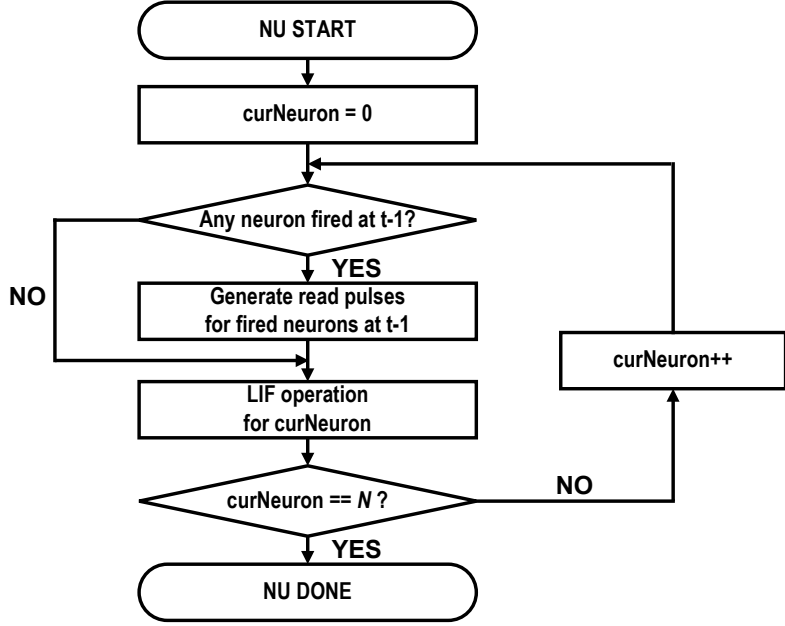 NU START
curNeuron = 0
Any neuron fired at t-1?
YES
NO
Generate read pulses
for fired neurons at t-1
curNeuron++
LIF operation
for curNeuron
curNeuron == N ?
NO
YES
NU DONE